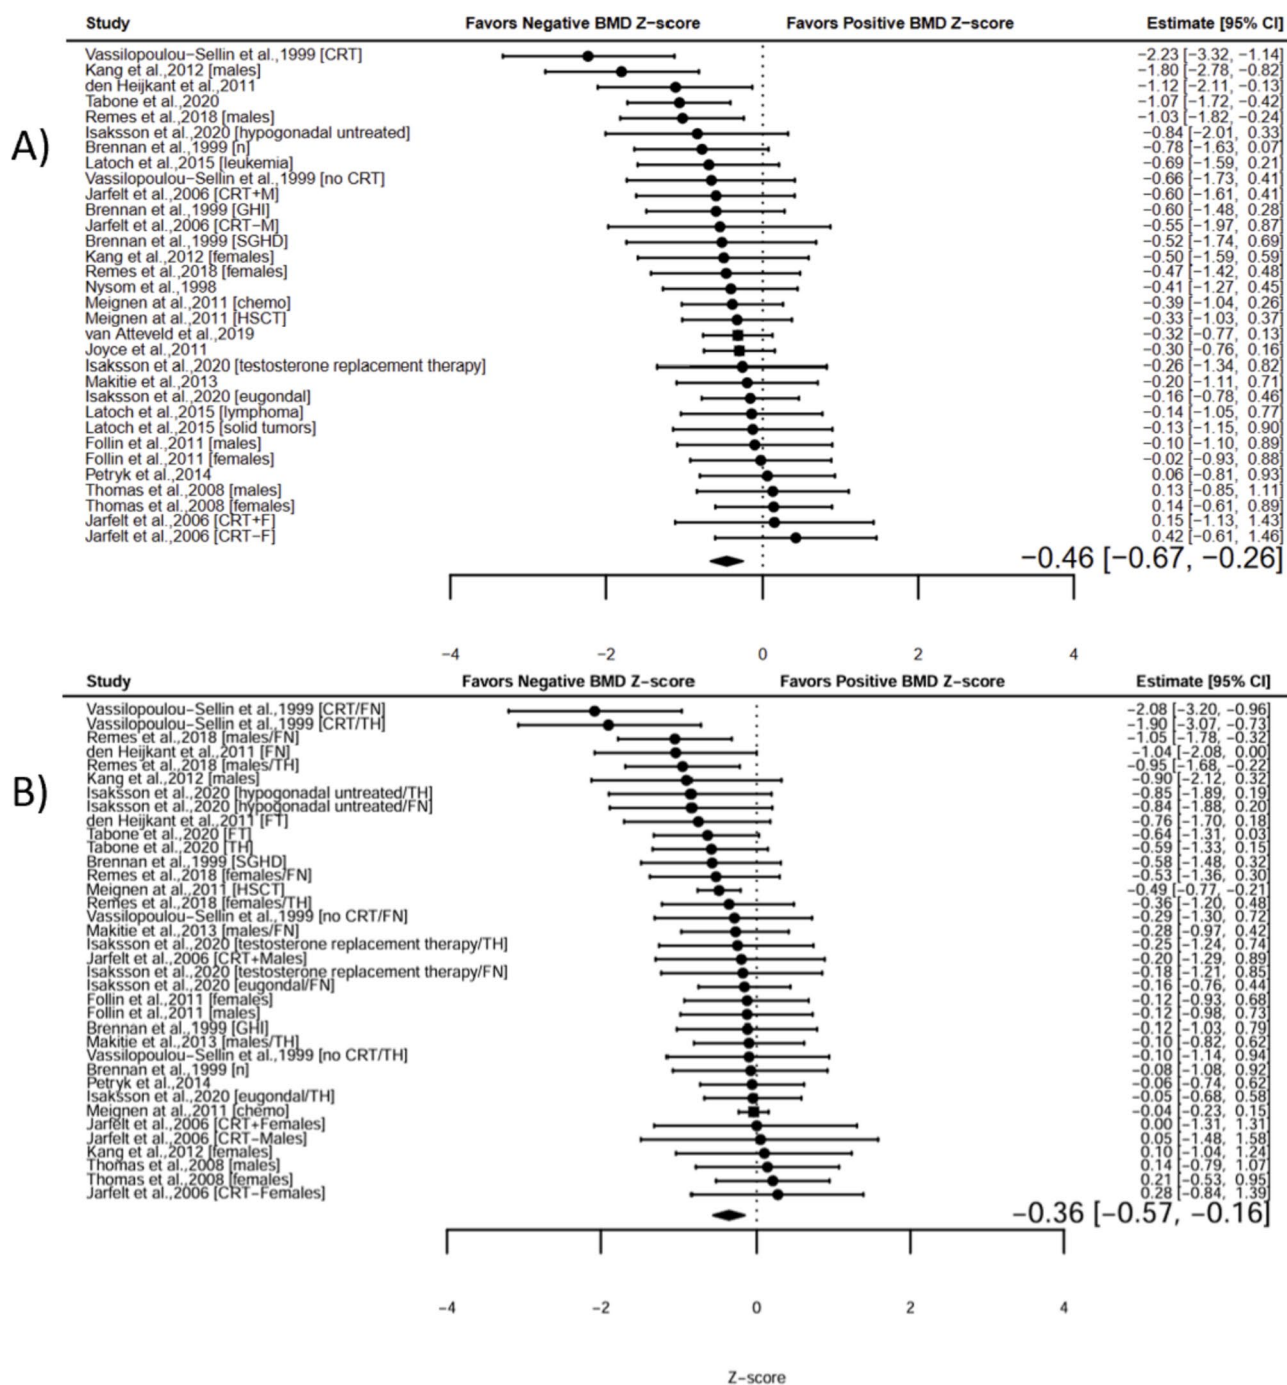 A)
Study Favors Negative BMD Z−score Favors Positive BMD Z−score Estimate [95% CI]
Vassilopoulou−Sellin et al.,1999 [CRT] −2.23 [−3.32, −1.14]
Kang et al.,2012 [males] −1.80 [−2.78, −0.82]
den Heijkant et al.,2011 −1.12 [−2.11, −0.13]
Tabone et al.,2020 −1.07 [−1.72, −0.42]
Remes et al.,2018 [males] −1.03 [−1.82, −0.24]
Isaksson et al.,2020 [hypogonadal untreated] −0.84 [−2.01, 0.33]
Brennan et al.,1999 [n] −0.78 [−1.63, 0.07]
Latoch et al.,2015 [leukemia] −0.69 [−1.59, 0.21]
Vassilopoulou−Sellin et al.,1999 [no CRT] −0.66 [−1.73, 0.41]
Jarfelt et al.,2006 [CRT+M] −0.60 [−1.61, 0.41]
Brennan et al.,1999 [GHI] −0.60 [−1.48, 0.28]
Jarfelt et al.,2006 [CRT−M] −0.55 [−1.97, 0.87]
Brennan et al.,1999 [SGHD] −0.52 [−1.74, 0.69]
Kang et al.,2012 [females] −0.50 [−1.59, 0.59]
Remes et al.,2018 [females] −0.47 [−1.42, 0.48]
Nysom et al.,1998 −0.41 [−1.27, 0.45]
Meignen at al.,2011 [chemo] −0.39 [−1.04, 0.26]
Meignen at al.,2011 [HSCT] −0.33 [−1.03, 0.37]
van Atteveld et al.,2019 −0.32 [−0.77, 0.13]
Joyce et al.,2011 −0.30 [−0.76, 0.16]
Isaksson et al.,2020 [testosterone replacement therapy] −0.26 [−1.34, 0.82]
Makitie et al.,2013 −0.20 [−1.11, 0.71]
Isaksson et al.,2020 [eugondal] −0.16 [−0.78, 0.46]
Latoch et al.,2015 [lymphoma] −0.14 [−1.05, 0.77]
Latoch et al.,2015 [solid tumors] −0.13 [−1.15, 0.90]
Follin et al.,2011 [males] −0.10 [−1.10, 0.89]
Follin et al.,2011 [females] −0.02 [−0.93, 0.88]
Petryk et al.,2014 0.06 [−0.81, 0.93]
Thomas et al.,2008 [males] 0.13 [−0.85, 1.11]
Thomas et al.,2008 [females] 0.14 [−0.61, 0.89]
Jarfelt et al.,2006 [CRT+F] 0.15 [−1.13, 1.43]
Jarfelt et al.,2006 [CRT−F] 0.42 [−0.61, 1.46]
−0.46 [−0.67, −0.26]
−4 −2 0 2 4
B)
Study Favors Negative BMD Z−score Favors Positive BMD Z−score Estimate [95% CI]
Vassilopoulou−Sellin et al.,1999 [CRT/FN] −2.08 [−3.20, −0.96]
Vassilopoulou−Sellin et al.,1999 [CRT/TH] −1.90 [−3.07, −0.73]
Remes et al.,2018 [males/FN] −1.05 [−1.78, −0.32]
den Heijkant et al.,2011 [FN] −1.04 [−2.08, 0.00]
Remes et al.,2018 [males/TH] −0.95 [−1.68, −0.22]
Kang et al.,2012 [males] −0.90 [−2.12, 0.32]
Isaksson et al.,2020 [hypogonadal untreated/TH] −0.85 [−1.89, 0.19]
Isaksson et al.,2020 [hypogonadal untreated/FN] −0.84 [−1.88, 0.20]
den Heijkant et al.,2011 [FT] −0.76 [−1.70, 0.18]
Tabone et al.,2020 [FT] −0.64 [−1.31, 0.03]
Tabone et al.,2020 [TH] −0.59 [−1.33, 0.15]
Brennan et al.,1999 [SGHD] −0.58 [−1.48, 0.32]
Remes et al.,2018 [females/FN] −0.53 [−1.36, 0.30]
Meignen at al.,2011 [HSCT] −0.49 [−0.77, −0.21]
Remes et al.,2018 [females/TH] −0.36 [−1.20, 0.48]
Vassilopoulou−Sellin et al.,1999 [no CRT/FN] −0.29 [−1.30, 0.72]
Makitie et al.,2013 [males/FN] −0.28 [−0.97, 0.42]
Isaksson et al.,2020 [testosterone replacement therapy/TH] −0.25 [−1.24, 0.74]
Jarfelt et al.,2006 [CRT+Males] −0.20 [−1.29, 0.89]
Isaksson et al.,2020 [testosterone replacement therapy/FN] −0.18 [−1.21, 0.85]
Isaksson et al.,2020 [eugondal/FN] −0.16 [−0.76, 0.44]
Follin et al.,2011 [females] −0.12 [−0.93, 0.68]
Follin et al.,2011 [males] −0.12 [−0.98, 0.73]
Brennan et al.,1999 [GHI] −0.12 [−1.03, 0.79]
Makitie et al.,2013 [males/TH] −0.10 [−0.82, 0.62]
Vassilopoulou−Sellin et al.,1999 [no CRT/TH] −0.10 [−1.14, 0.94]
Brennan et al.,1999 [n] −0.08 [−1.08, 0.92]
Petryk et al.,2014 −0.06 [−0.74, 0.62]
Isaksson et al.,2020 [eugondal/TH] −0.05 [−0.68, 0.58]
Meignen at al.,2011 [chemo] −0.04 [−0.23, 0.15]
Jarfelt et al.,2006 [CRT+Females] 0.00 [−1.31, 1.31]
Jarfelt et al.,2006 [CRT−Males] 0.05 [−1.48, 1.58]
Kang et al.,2012 [females] 0.10 [−1.04, 1.24]
Thomas et al.,2008 [males] 0.14 [−0.79, 1.07]
Thomas et al.,2008 [females] 0.21 [−0.53, 0.95]
Jarfelt et al.,2006 [CRT−Females] 0.28 [−0.84, 1.39]
−0.36 [−0.57, −0.16]
−4 −2 0 2 4
Z−score